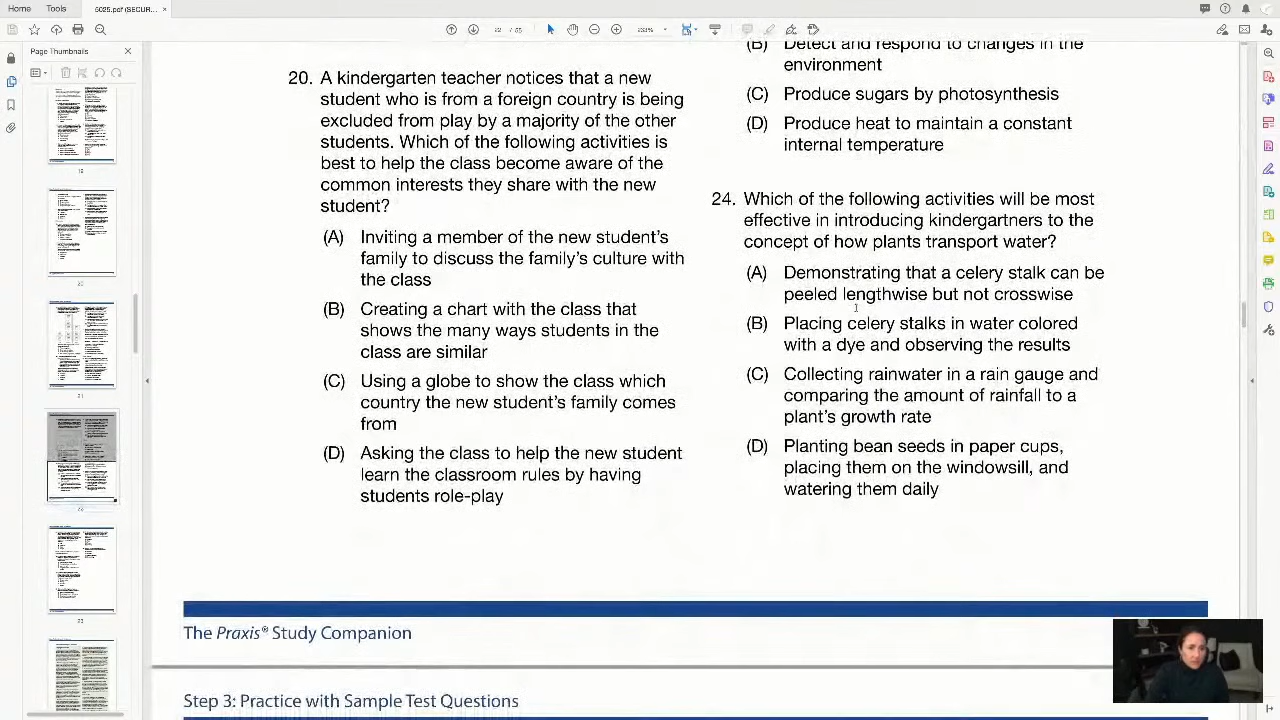 Home
Tools
5025.pdf (SECUR...
22 / 55
Page Thumbnails
19
20
21
22
23
20. A kindergarten teacher notices that a new
student who is from a foreign country is being
excluded from play by a majority of the other
students. Which of the following activities is
best to help the class become aware of the
common interests they share with the new
student?
(A) Inviting a member of the new student's
family to discuss the family's culture with
the class
(B) Creating a chart with the class that
shows the many ways students in the
class are similar
(C) Using a globe to show the class which
country the new student's family comes
from
(D) Asking the class to help the new student
learn the classroom rules by having
students role-play
(B) Detect and respond to changes in the
environment
(C) Produce sugars by photosynthesis
(D) Produce heat to maintain a constant
internal temperature
24. Which of the following activities will be most
effective in introducing kindergartners to the
concept of how plants transport water?
(A) Demonstrating that a celery stalk can be
peeled lengthwise but not crosswise
(B) Placing celery stalks in water colored
with a dye and observing the results
(C) Collecting rainwater in a rain gauge and
comparing the amount of rainfall to a
plant's growth rate
(D) Planting bean seeds in paper cups,
placing them on the windowsill, and
watering them daily
The Praxis® Study Companion
Step 3: Practice with Sample Test Questions